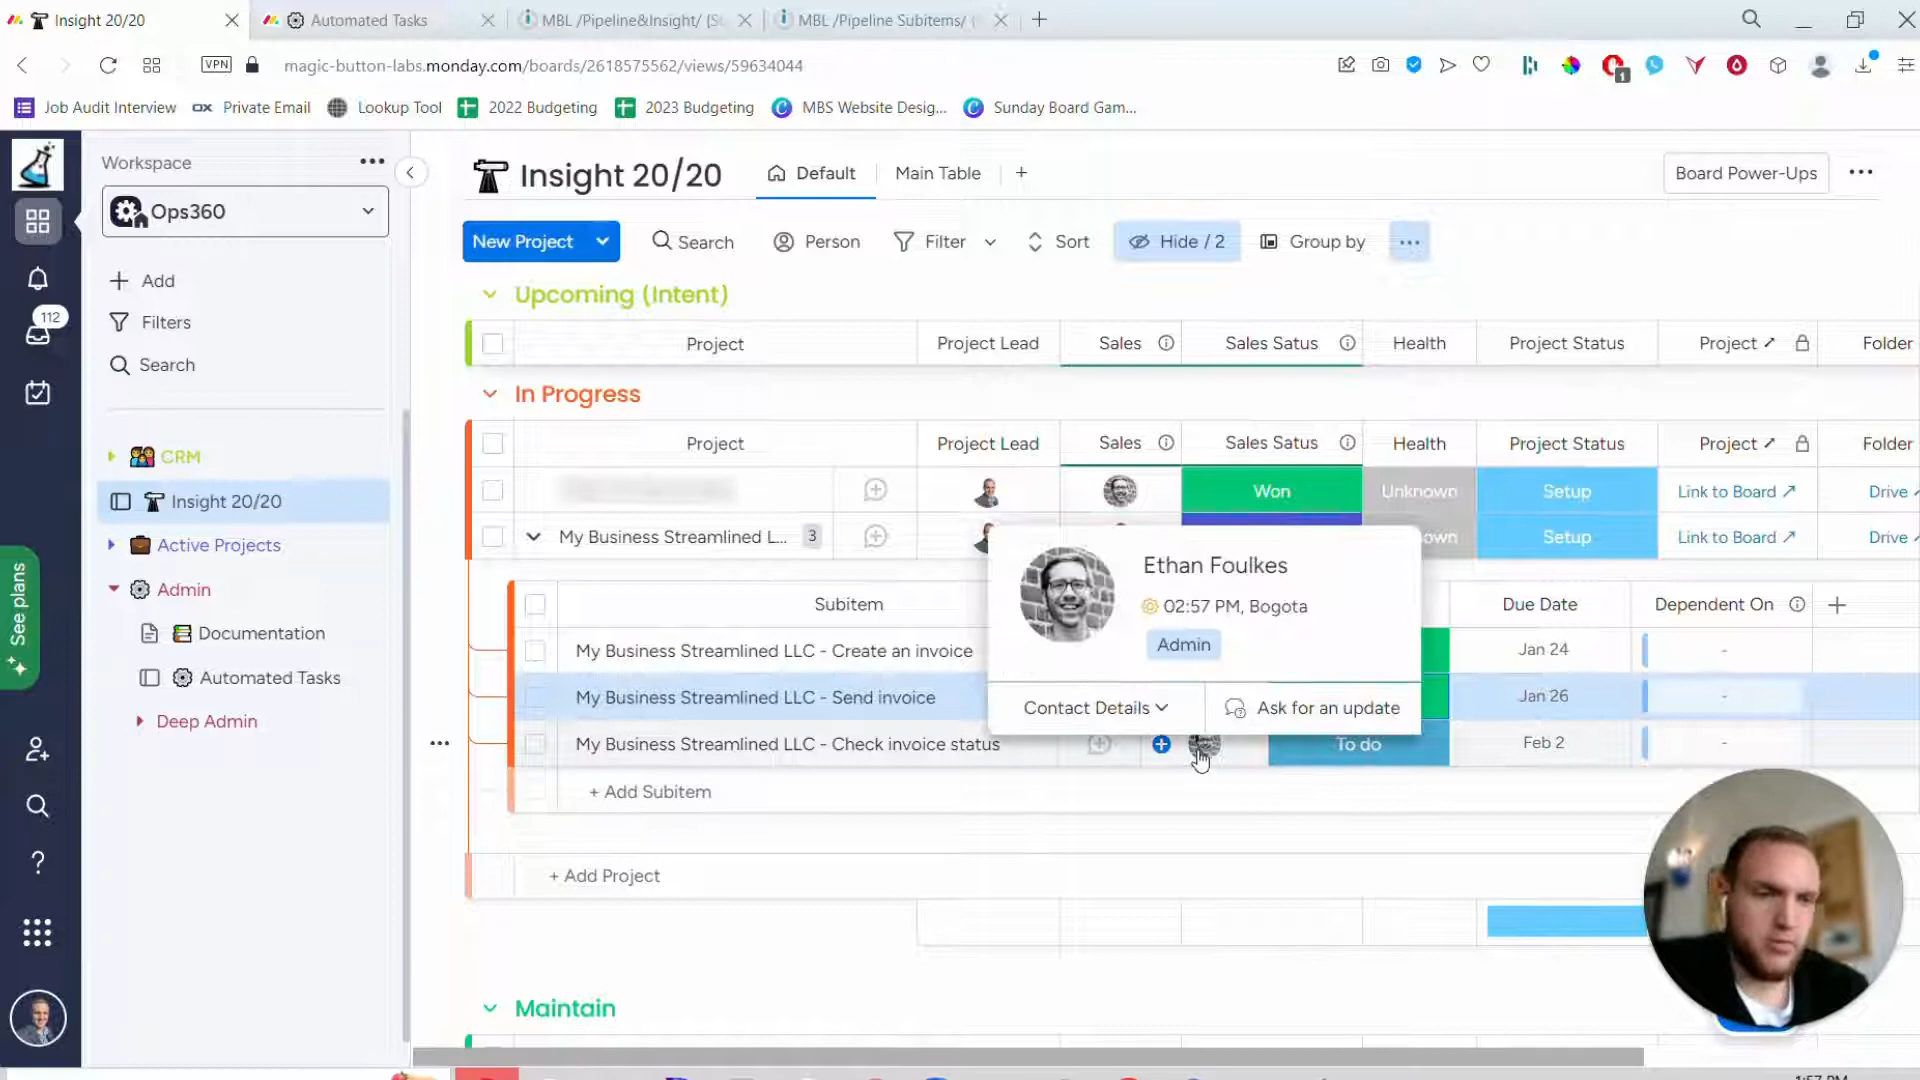 Insight 20/20
Automated Tasks
MBL /Pipeline&Insight/ (S
MBL /Pipeline Subitems/ (
VPN
magic-button-labs.monday.com/boards/2618575562/views/59634044
1
Job Audit Interview
OX Private Email
Lookup Tool
2022 Budgeting
2023 Budgeting
MBS Website Desig...
Sunday Board Gam...
Workspace
Ops360
Add
Filters
Search
112
CRM
Insight 20/20
Active Projects
Admin
Documentation
Automated Tasks
Deep Admin
See plans
Insight 20/20
Default
Main Table
Board Power-Ups
New Project
Search
Person
Filter
Sort
Hide / 2
Group by
Upcoming (Intent)
Project
Project Lead
Sales
Sales Satus
Health
Project Status
Project
Folder
In Progress
Project
Project Lead
Sales
Sales Satus
Health
Project Status
Project
Folder
Won
Unknown
Setup
Link to Board
Drive
My Business Streamlined L...
3
own
Setup
Link to Board
Drive
Ethan Foulkes
02:57 PM, Bogota
Admin
Contact Details
Ask for an update
Subitem
Due Date
Dependent On
My Business Streamlined LLC - Create an invoice
Jan 24
-
My Business Streamlined LLC - Send invoice
Jan 26
-
My Business Streamlined LLC - Check invoice status
To do
Feb 2
-
+ Add Subitem
+ Add Project
Maintain
1:57 PM